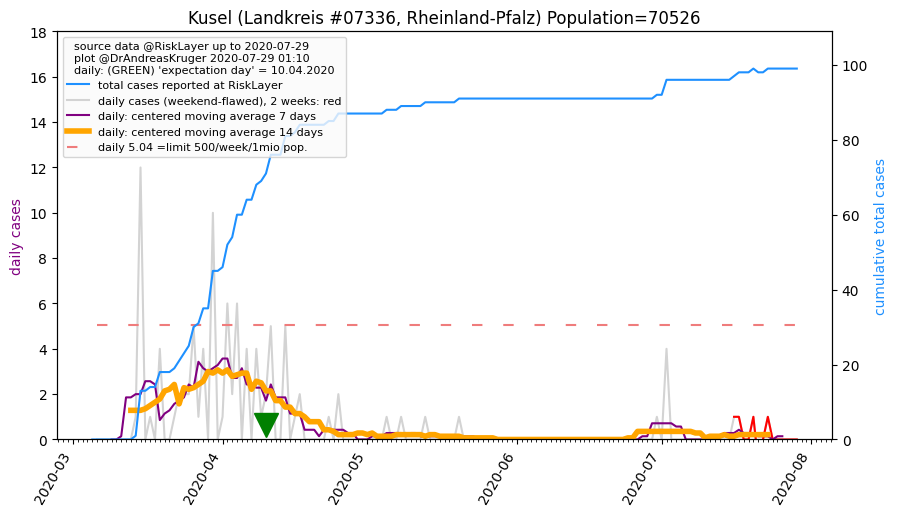 Kusel (Landkreis #07336, Rheinland-Pfalz) Population=70526
source data @RiskLayer up to 2020-07-29
plot @DrAndreasKruger 2020-07-29 01:10
daily: (GREEN) 'expectation day' = 10.04.2020
total cases reported at RiskLayer
daily cases (weekend-flawed), 2 weeks: red
daily: centered moving average 7 days
daily: centered moving average 14 days
daily 5.04 =limit 500/week/1mio pop.
daily cases
18
16
14
12
10
8
6
4
2
0
cumulative total cases
100
80
60
40
20
0
2020-03
2020-04
2020-05
2020-06
2020-07
2020-08